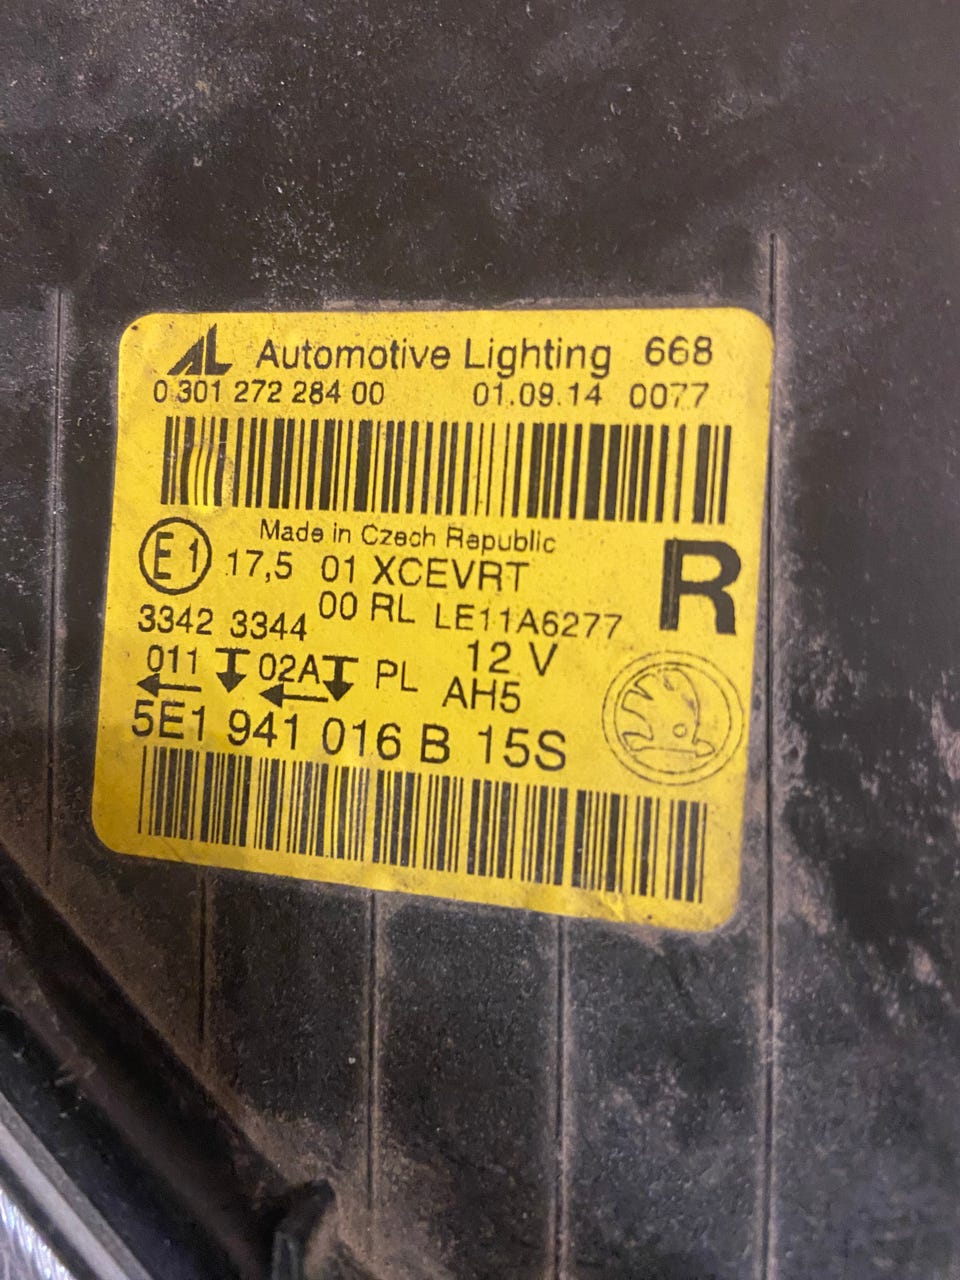 AL Automotive Lighting 668
0 301 272 284 00 01.09.14 0077
Made in Czech Republic
E1 17,5 01 XCEVRT R
00 RL LE11A6277
3342 3344
12 V
011 02A PL AH5
5E1 941 016 B 15S